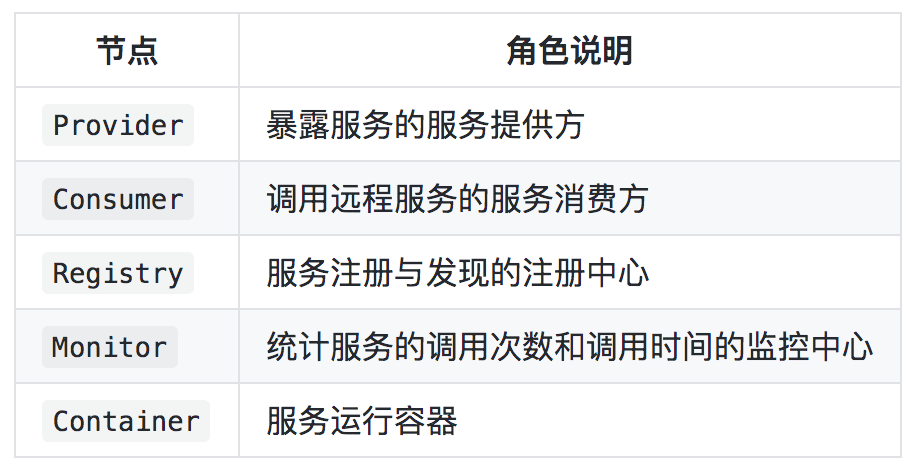 节点 角色说明
Provider 暴露服务的服务提供方
Consumer 调用远程服务的服务消费方
Registry 服务注册与发现的注册中心
Monitor 统计服务的调用次数和调用时间的监控中心
Container 服务运行容器